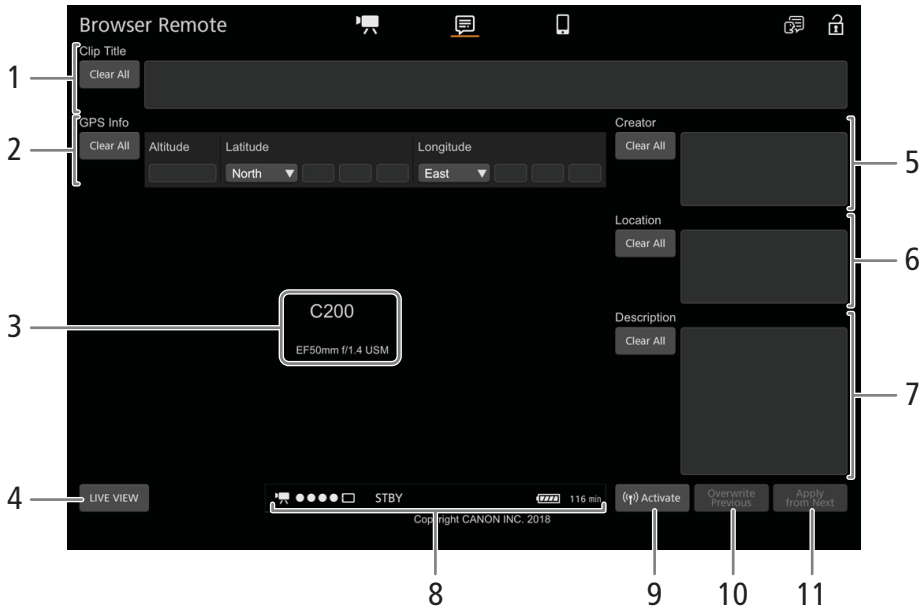 Browser Remote
Clip Title
1
Clear All
GPS Info
2
Clear All
Altitude
Latitude
Longitude
North
East
Creator
Clear All
5
Location
Clear All
6
3
C200
EF50mm f/1.4 USM
Description
Clear All
7
4
LIVE VIEW
STBY
116 min
Activate
Overwrite
Previous
Apply
from Next
Copyright CANON INC. 2018
8
9
10
11